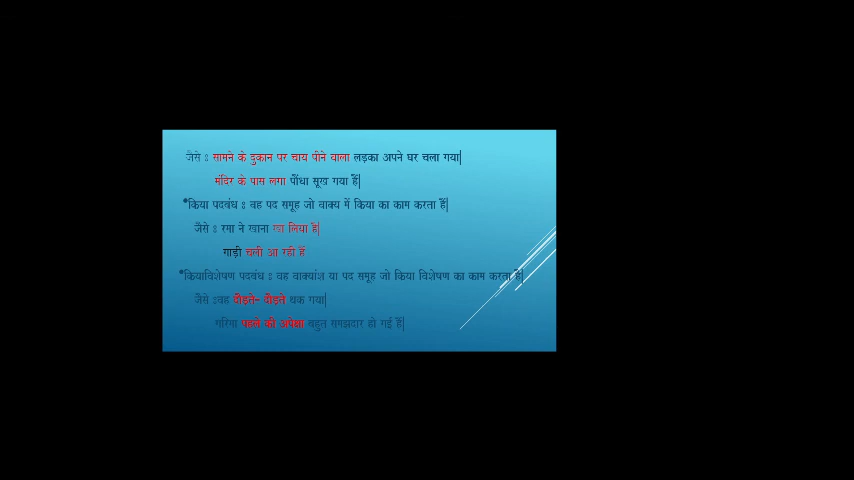 जैसे : सामने के दुकान पर चाय पीने वाला लड़का अपने घर चला गया|
मंदिर के पास लगा पौधा सूख गया है|
*क्रिया पदबंध : वह पद समूह जो वाक्य में क्रिया का काम करता है|
जैसे : रमा ने खाना खा लिया है|
गाड़ी चली आ रही है
*क्रियाविशेषण पदबंध : वह वाक्यांश या पद समूह जो क्रिया विशेषण का काम करता है|
जैसे :वह दौड़ते- दौड़ते थक गया|
पहले की अपेक्षा बहुत समझदार हो गई है|